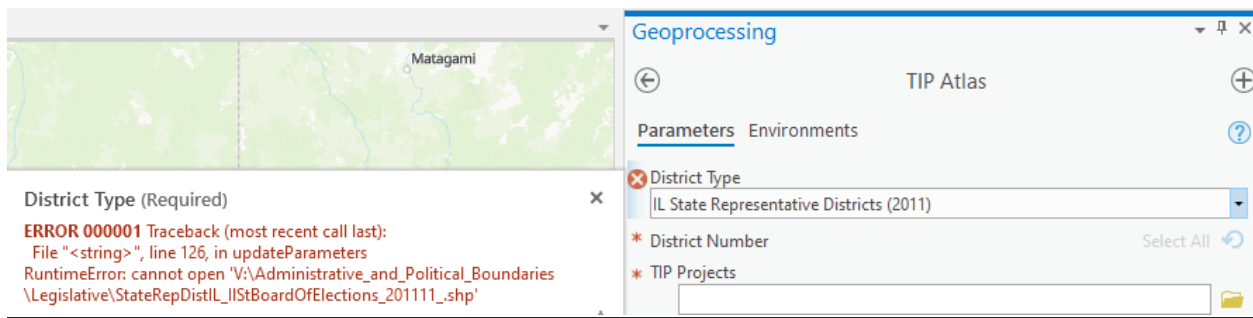 Matagami
Geoprocessing
TIP Atlas
Parameters Environments
District Type
IL State Representative Districts (2011)
* District Number Select All
* TIP Projects
District Type (Required)
ERROR 000001 Traceback (most recent call last):
File "<string>", line 126, in updateParameters
RuntimeError: cannot open 'V:\Administrative_and_Political_Boundaries
\Legislative\StateRepDistIL_IlStBoardOfElections_201111_.shp'